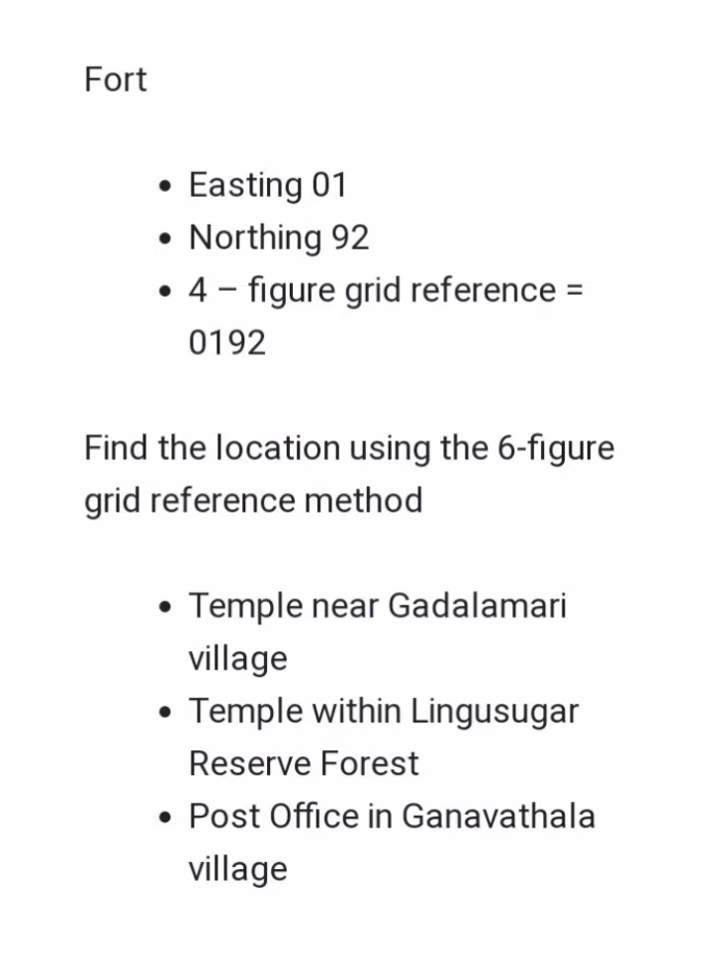 Fort
• Easting 01
• Northing 92
• 4 – figure grid reference =
0192
Find the location using the 6-figure
grid reference method
• Temple near Gadalamari
village
• Temple within Lingusugar
Reserve Forest
• Post Office in Ganavathala
village